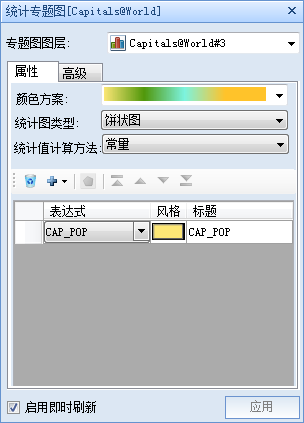 统计专题图[Capitals@World]
专题图图层: Capitals@World#3
属性 高级
颜色方案:
统计图类型: 饼状图
统计值计算方法: 常量
表达式 风格 标题
CAP_POP CAP_POP
启用即时刷新 应用